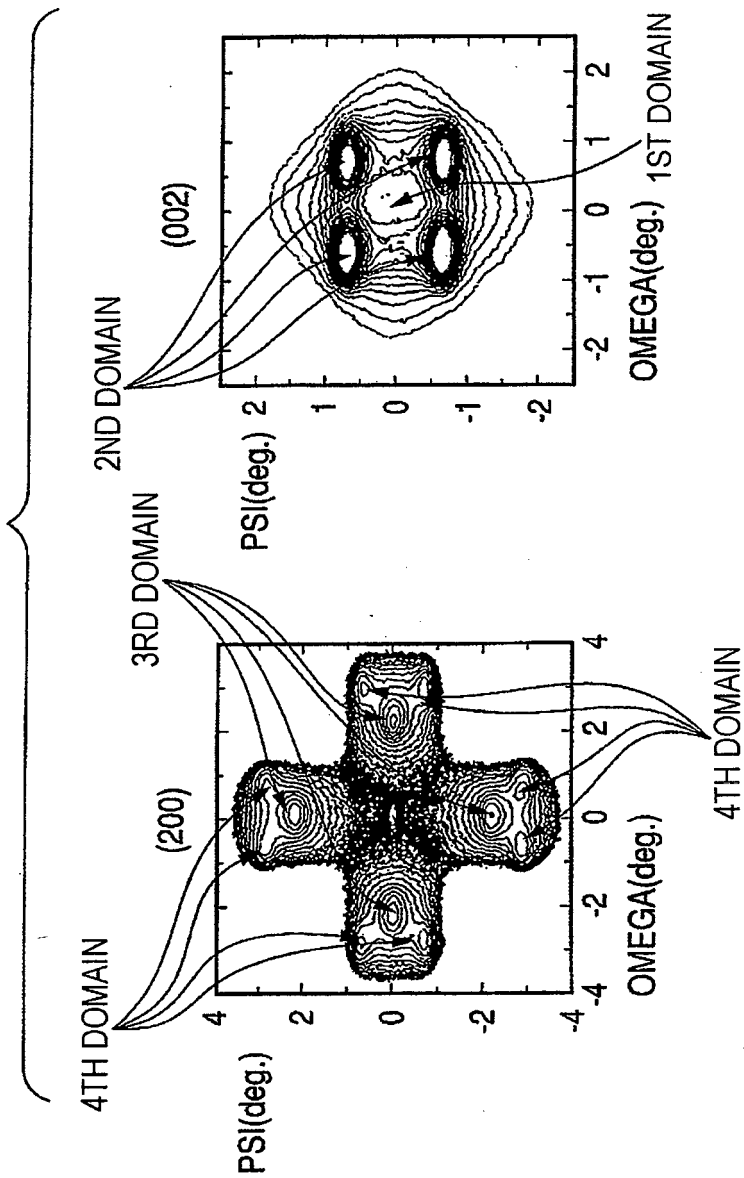 4TH DOMAIN
3RD DOMAIN
(200)
PSI(deg.)
4
2
0
-2
-4
-4
-2
0
2
4
OMEGA(deg.)
4TH DOMAIN
2ND DOMAIN
(002)
PSI(deg.)
2
1
0
-1
-2
-2
-1
0
1
2
OMEGA(deg.)
1ST DOMAIN